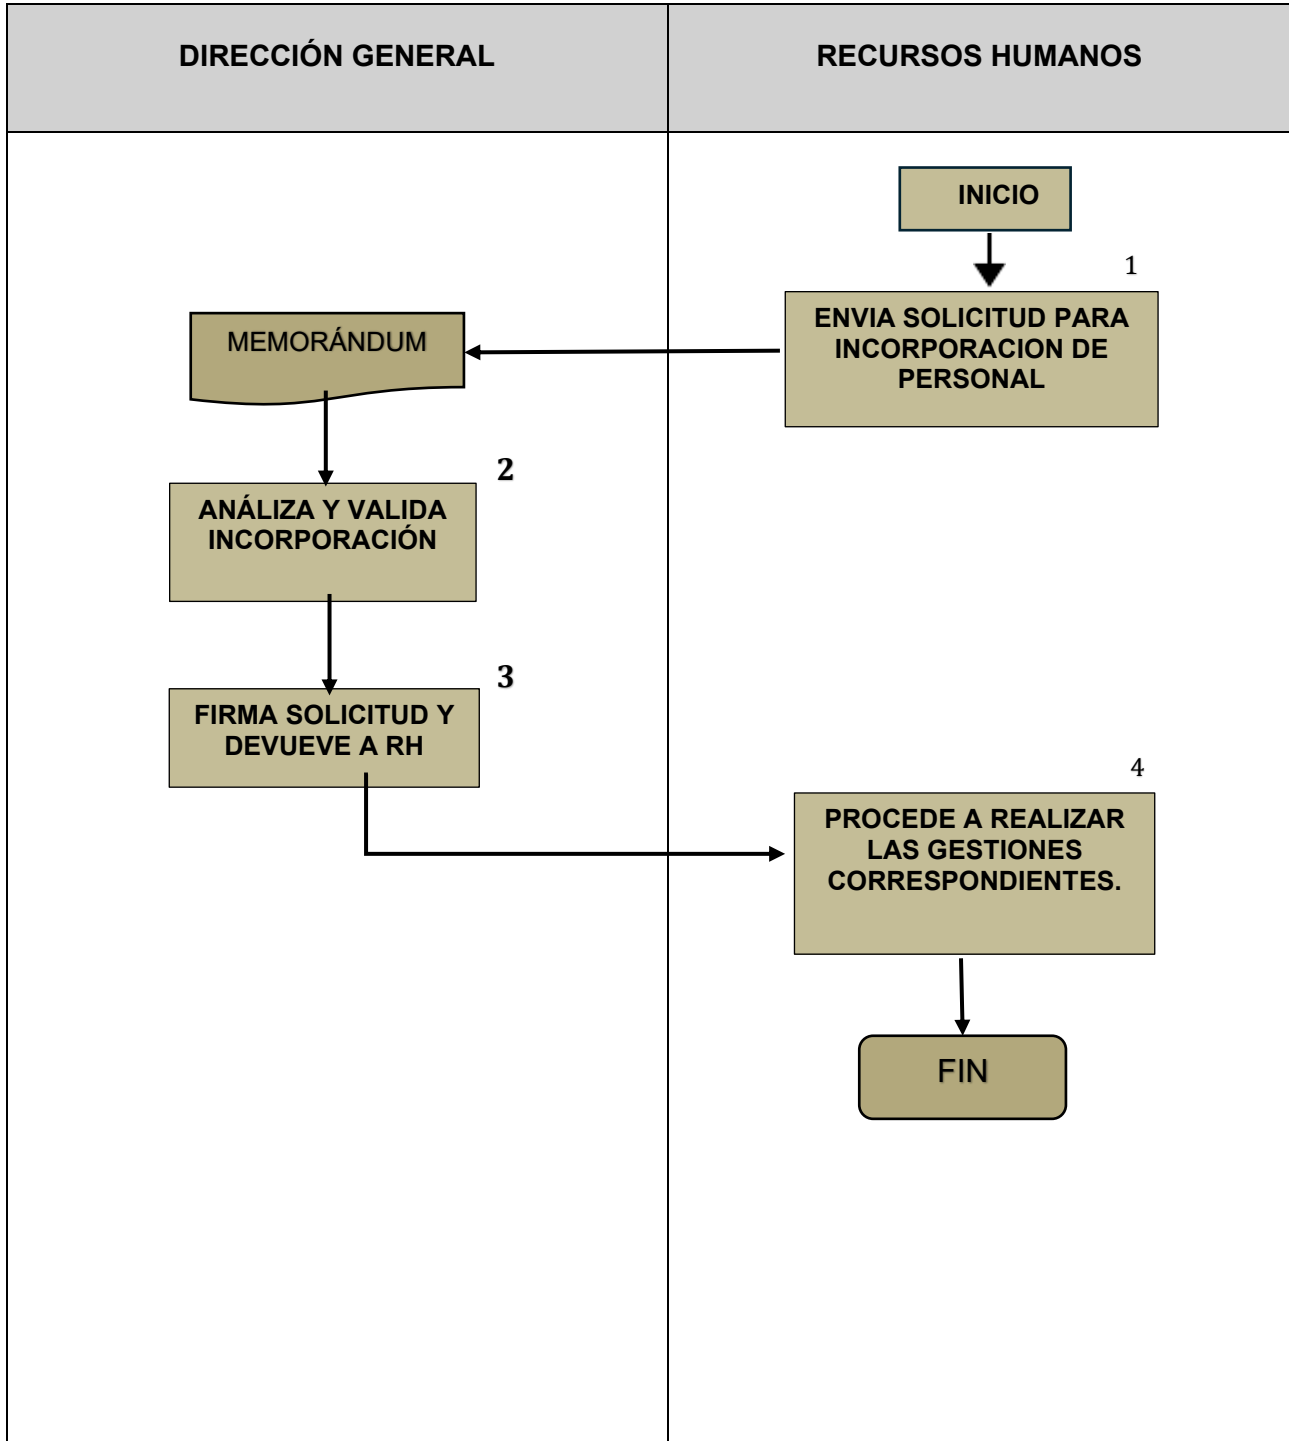 DIRECCIÓN GENERAL
RECURSOS HUMANOS
INICIO
1
ENVIA SOLICITUD PARA
INCORPORACION DE
PERSONAL
MEMORÁNDUM
2
ANÁLIZA Y VALIDA
INCORPORACIÓN
3
FIRMA SOLICITUD Y
DEVUEVE A RH
4
PROCEDE A REALIZAR
LAS GESTIONES
CORRESPONDIENTES.
FIN